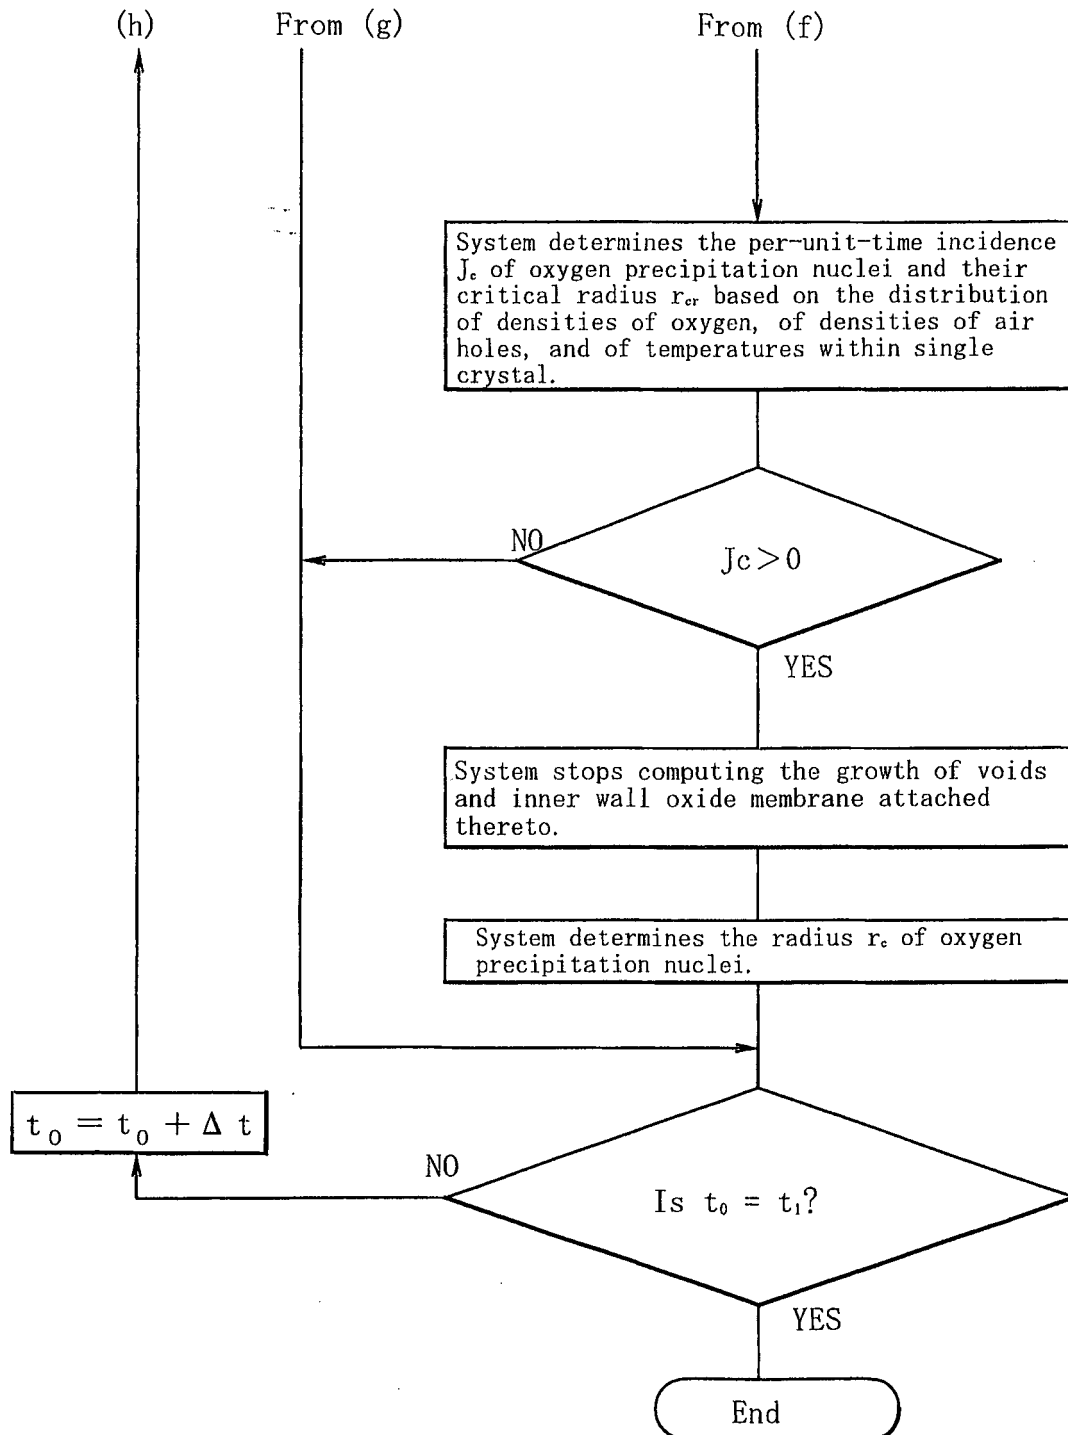 (h)
From (g)
From (f)
System determines the per-unit-time incidence
Jc of oxygen precipitation nuclei and their
critical radius rcr based on the distribution
of densities of oxygen, of densities of air
holes, and of temperatures within single
crystal.
NO
Jc>0
YES
System stops computing the growth of voids
and inner wall oxide membrane attached
thereto.
System determines the radius rc of oxygen
precipitation nuclei.
t0 = t0 + Δ t
NO
Is t0 = t1?
YES
End